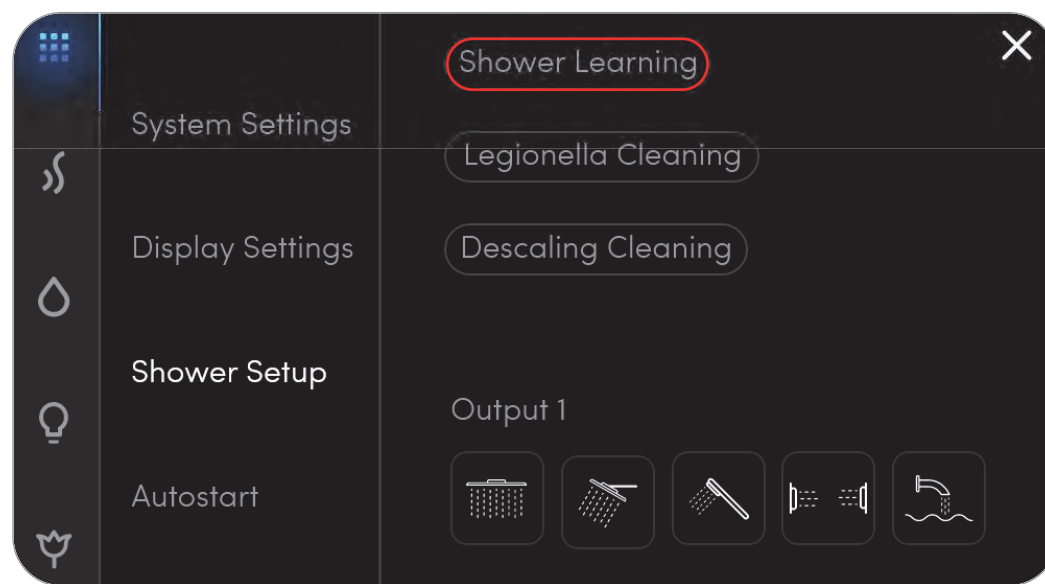 System Settings
Display Settings
Shower Setup
Autostart
Shower Learning
Legionella Cleaning
Descaling Cleaning
Output 1